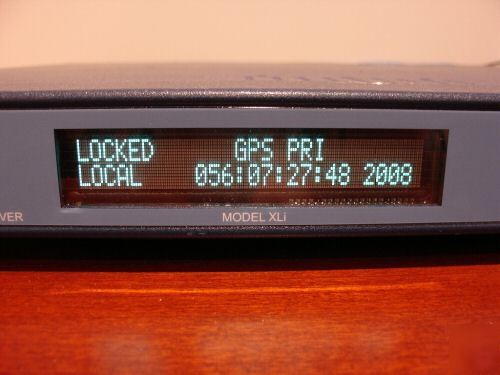 LOCKED GPS PRI
LOCAL 056:07:27:48 2008
VER MODEL XLi